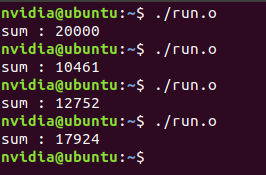 nvidia@ubuntu:~$ ./run.o
sum : 20000
nvidia@ubuntu:~$ ./run.o
sum : 10461
nvidia@ubuntu:~$ ./run.o
sum : 12752
nvidia@ubuntu:~$ ./run.o
sum : 17924
nvidia@ubuntu:~$